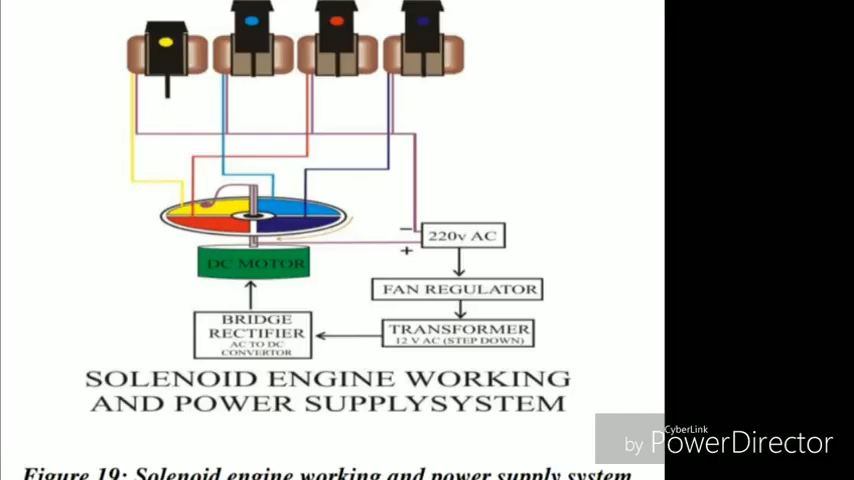 220v AC
−
+
DC MOTOR
FAN REGULATOR
BRIDGE
RECTIFIER
AC TO DC
CONVERTOR
TRANSFORMER
12 V AC (STEP DOWN)
SOLENOID ENGINE WORKING
AND POWER SUPPLYSYSTEM
CyberLink
by PowerDirector
Figure 19: Solenoid engine working and power supply system